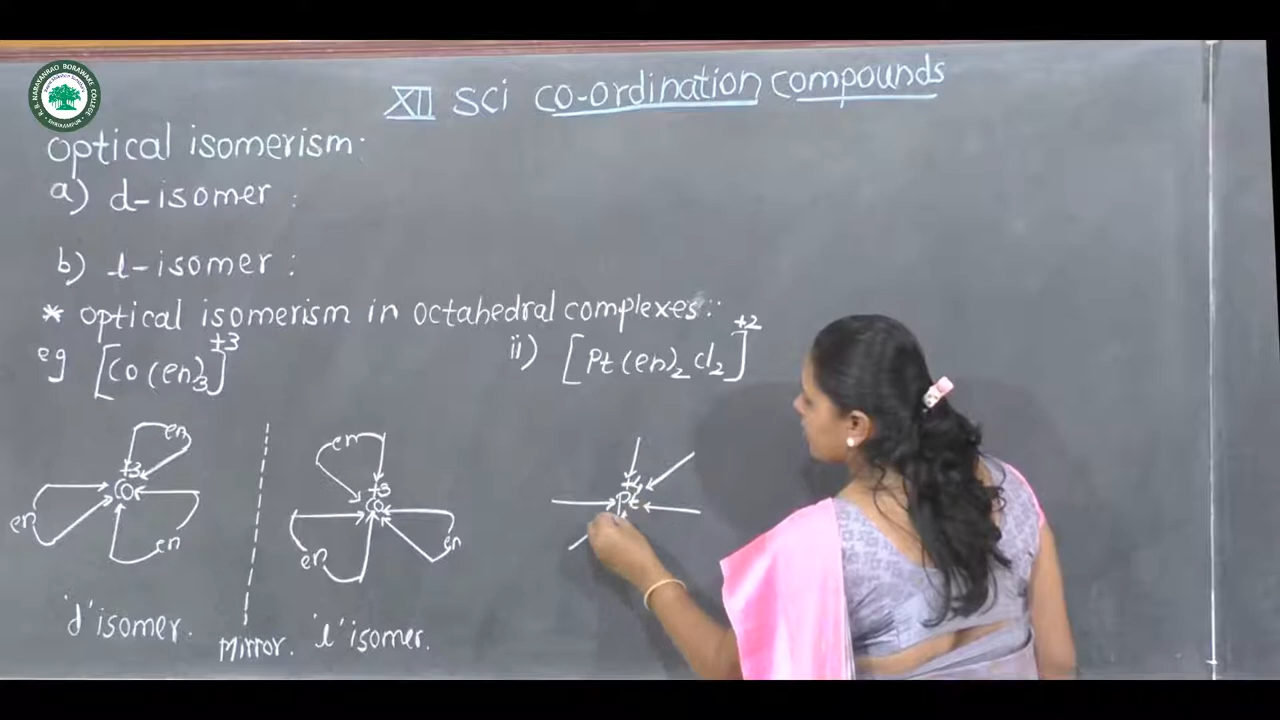 XII SCI co-ordination compounds
optical isomerism:
a) d-isomer :
b) l-isomer :
* optical isomerism in octahedral complexes::
eg [Co(en)3]+3
ii) [Pt(en)2Cl2]+2
en
+3
Co
en
en
'd' isomer.
Mirror.
en
+3
Co
en
en
'l' isomer.
+4
Pt